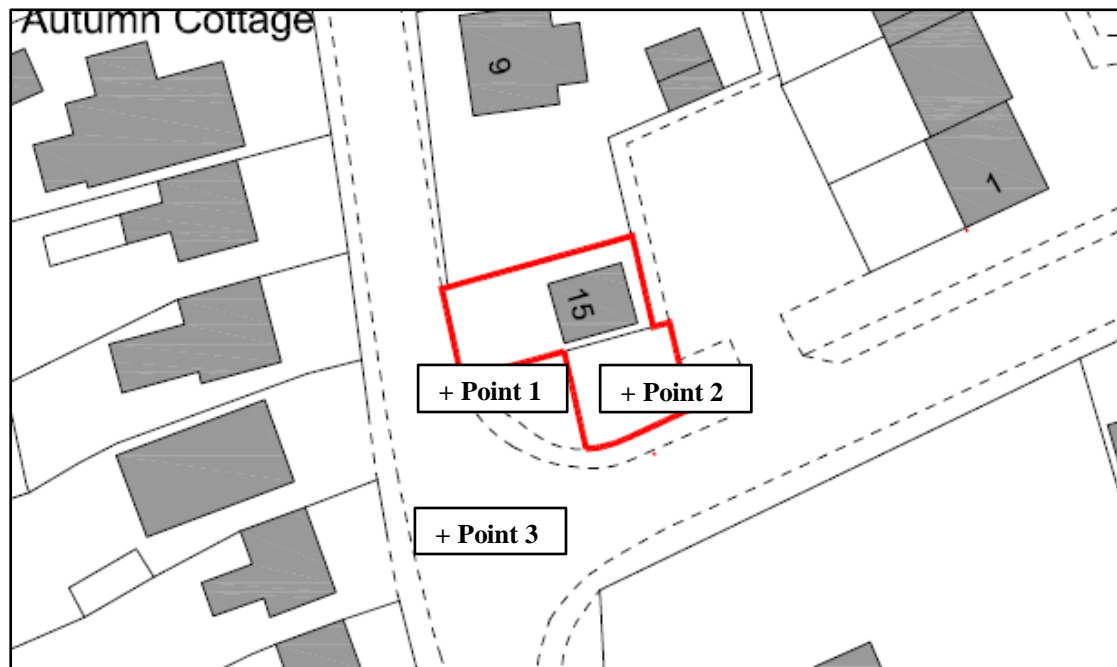 Autumn Cottage
9
1
15
+ Point 1
+ Point 2
+ Point 3